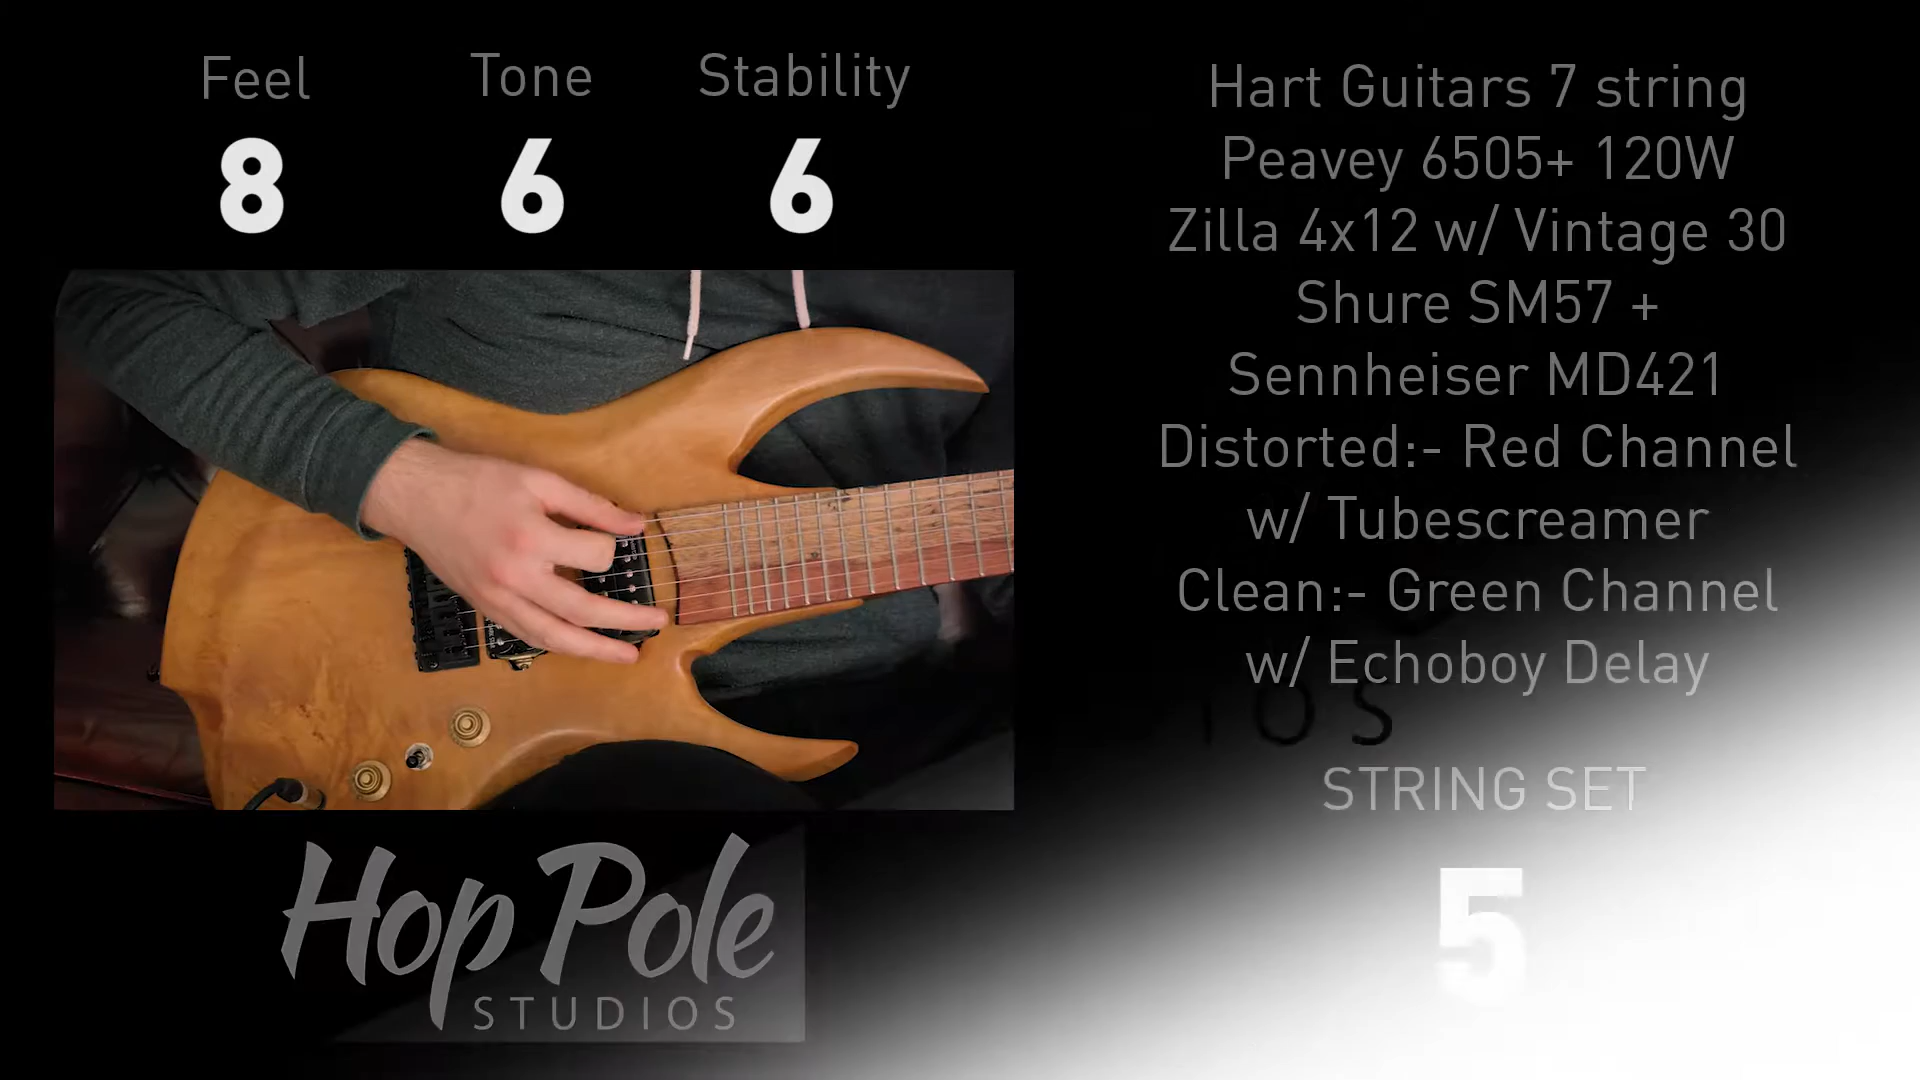 Feel Tone Stability
8 6 6
Hart Guitars 7 string
Peavey 6505+ 120W
Zilla 4x12 w/ Vintage 30
Shure SM57 +
Sennheiser MD421
Distorted:- Red Channel
w/ Tubescreamer
Clean:- Green Channel
w/ Echoboy Delay
IOS
STRING SET
5
Hop Pole
STUDIOS